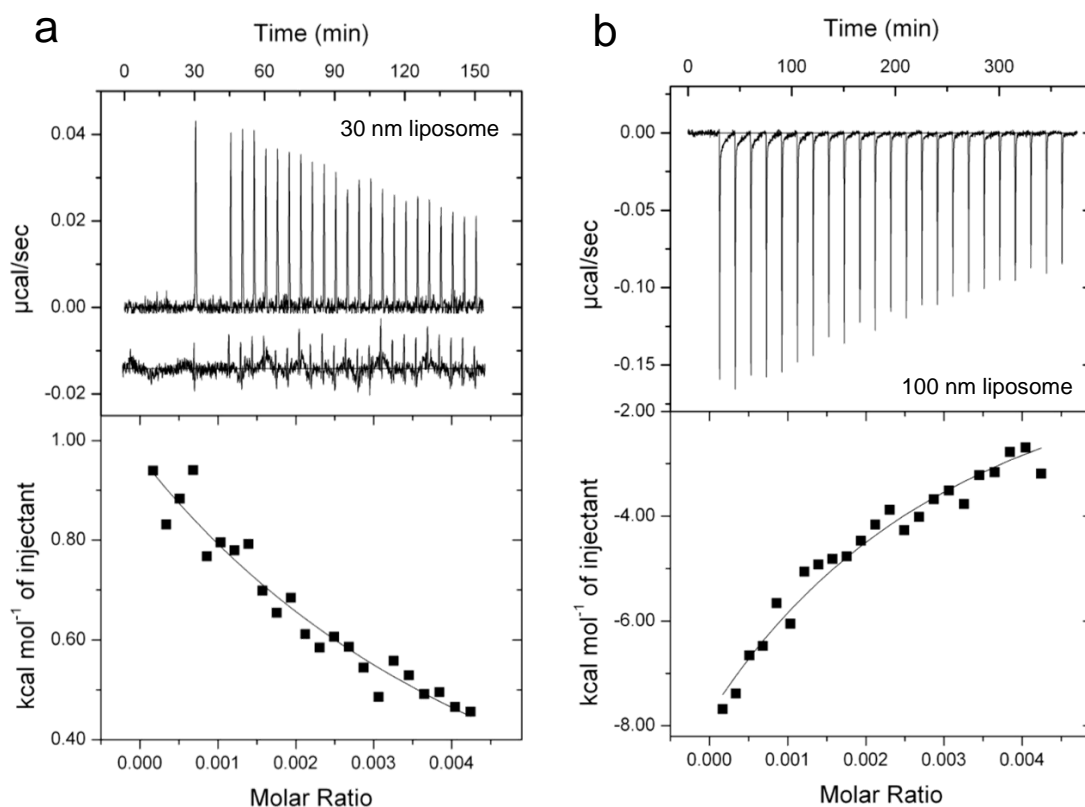 a
Time (min)
0 30 60 90 120 150
30 nm liposome
0.04
0.02
0.00
-0.02
µcal/sec
1.00
0.80
0.60
0.40
kcal mol⁻¹ of injectant
0.000 0.001 0.002 0.003 0.004
Molar Ratio
b
Time (min)
0 100 200 300
0.00
-0.05
-0.10
-0.15
-2.00
µcal/sec
100 nm liposome
-4.00
-6.00
-8.00
kcal mol⁻¹ of injectant
0.000 0.001 0.002 0.003 0.004
Molar Ratio